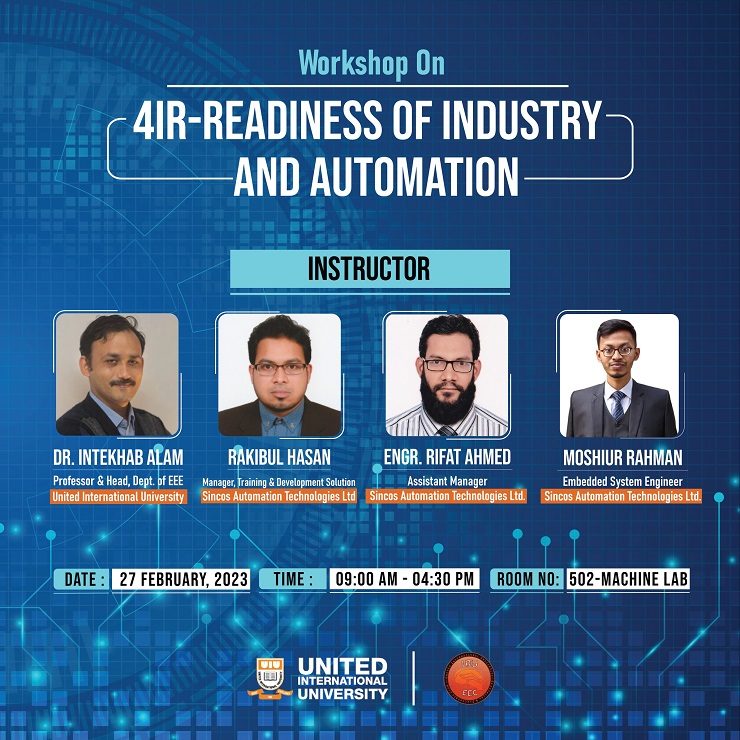 Workshop On
4IR-READINESS OF INDUSTRY
AND AUTOMATION
INSTRUCTOR
DR. INTEKHAB ALAM
Professor & Head, Dept. of EEE
United International University
RAKIBUL HASAN
Manager, Training & Development Solution
Sincos Automation Technologies Ltd
ENGR. RIFAT AHMED
Assistant Manager
Sincos Automation Technologies Ltd.
MOSHIUR RAHMAN
Embedded System Engineer
Sincos Automation Technologies Ltd.
DATE : 27 FEBRUARY, 2023 TIME : 09:00 AM - 04:30 PM ROOM NO: 502-MACHINE LAB
UNITED
INTERNATIONAL
UNIVERSITY